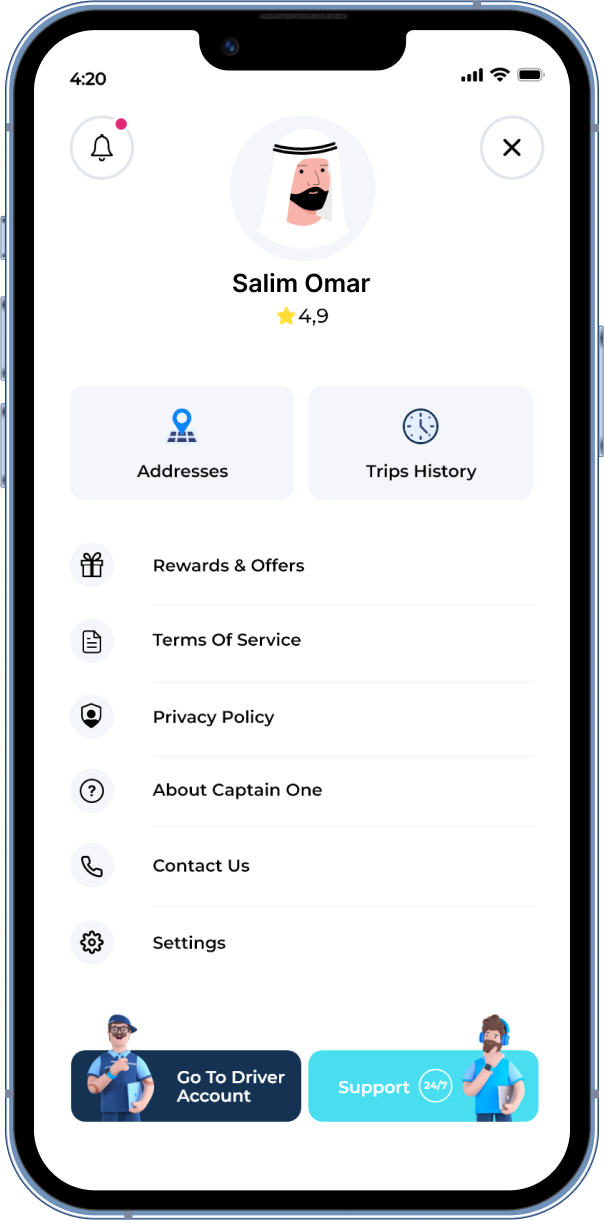 4:20
Salim Omar
4,9
Addresses
Trips History
Rewards & Offers
Terms Of Service
Privacy Policy
About Captain One
Contact Us
Settings
Go To Driver
Account
Support 24/7